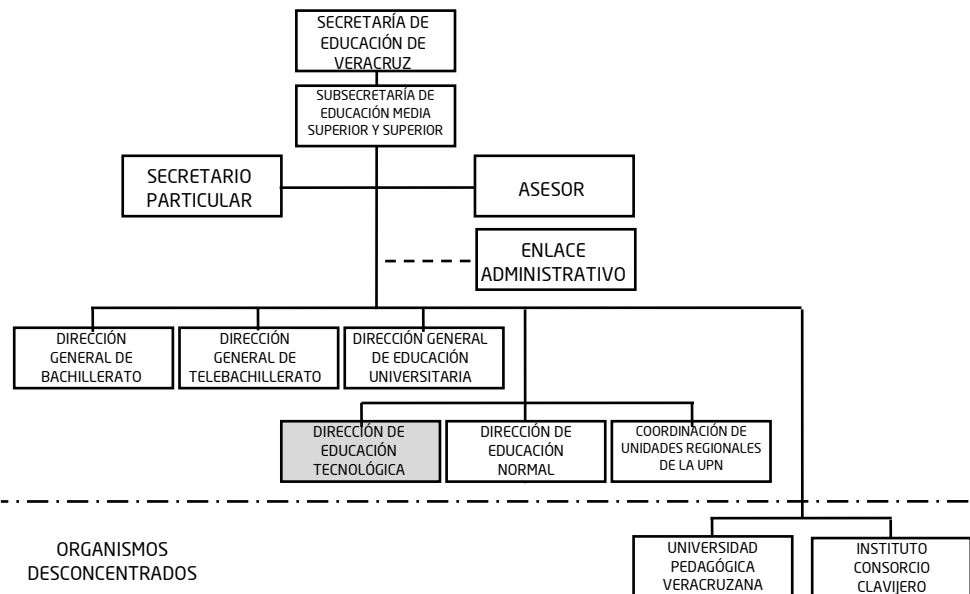 SECRETARÍA DE
EDUCACIÓN DE
VERACRUZ
SUBSECRETARÍA DE
EDUCACIÓN MEDIA
SUPERIOR Y SUPERIOR
SECRETARIO
PARTICULAR
ASESOR
ENLACE
ADMINISTRATIVO
DIRECCIÓN
GENERAL DE
BACHILLERATO
DIRECCIÓN
GENERAL DE
TELEBACHILLERATO
DIRECCIÓN GENERAL
DE EDUCACIÓN
UNIVERSITARIA
DIRECCIÓN DE
EDUCACIÓN
TECNOLÓGICA
DIRECCIÓN DE
EDUCACIÓN
NORMAL
COORDINACIÓN DE
UNIDADES REGIONALES
DE LA UPN
ORGANISMOS
DESCONCENTRADOS
UNIVERSIDAD
PEDAGÓGICA
VERACRUZANA
INSTITUTO
CONSORCIO
CLAVIJERO